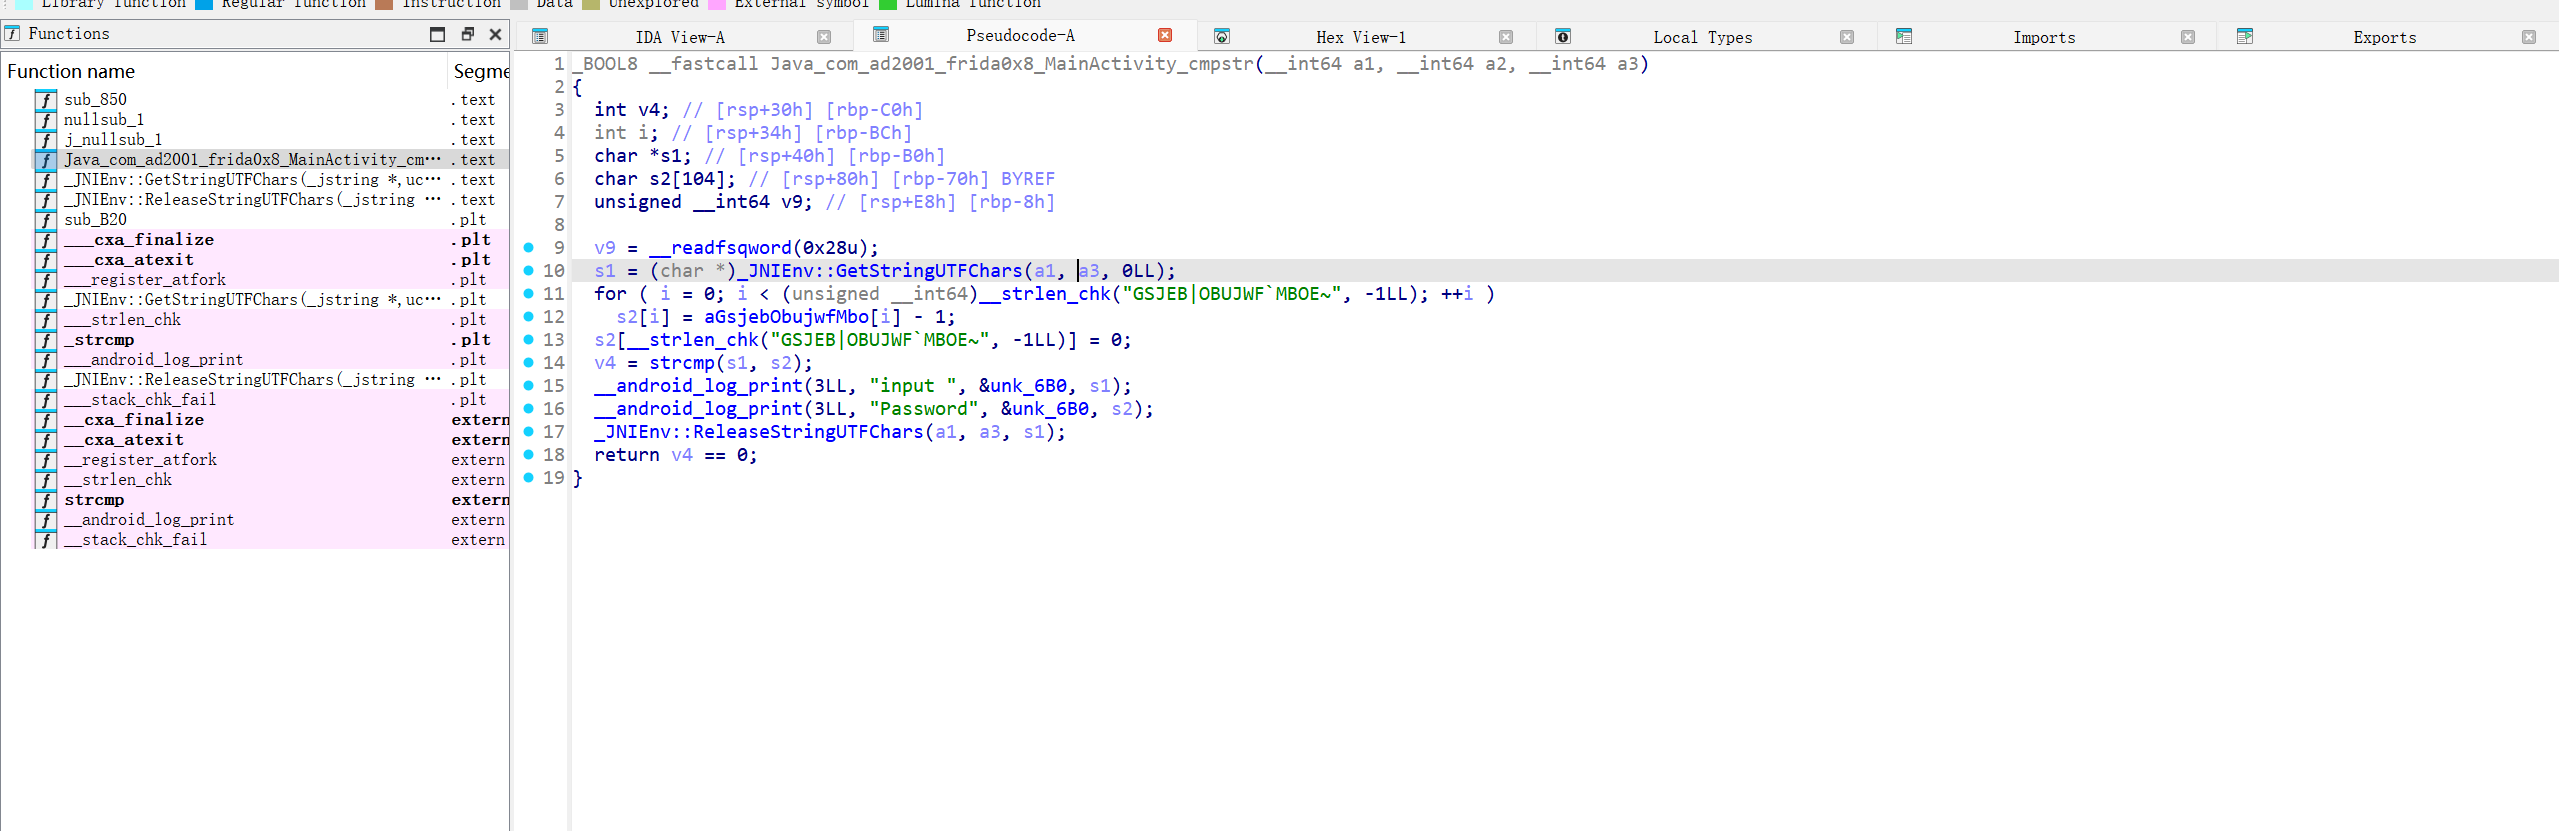 Library function Regular function Instruction Data Unexplored External symbol Lumina function
Functions
IDA View-A Pseudocode-A Hex View-1 Local Types Imports Exports
Function name Segme
sub_850 .text
nullsub_1 .text
j_nullsub_1 .text
Java_com_ad2001_frida0x8_MainActivity_cm… .text
_JNIEnv::GetStringUTFChars(_jstring *,uc… .text
_JNIEnv::ReleaseStringUTFChars(_jstring … .text
sub_B20 .plt
___cxa_finalize .plt
___cxa_atexit .plt
___register_atfork .plt
_JNIEnv::GetStringUTFChars(_jstring *,uc… .plt
___strlen_chk .plt
_strcmp .plt
___android_log_print .plt
_JNIEnv::ReleaseStringUTFChars(_jstring … .plt
___stack_chk_fail .plt
__cxa_finalize extern
__cxa_atexit extern
__register_atfork extern
__strlen_chk extern
strcmp extern
__android_log_print extern
__stack_chk_fail extern
1 _BOOL8 __fastcall Java_com_ad2001_frida0x8_MainActivity_cmpstr(__int64 a1, __int64 a2, __int64 a3)
2 {
3 int v4; // [rsp+30h] [rbp-C0h]
4 int i; // [rsp+34h] [rbp-BCh]
5 char *s1; // [rsp+40h] [rbp-B0h]
6 char s2[104]; // [rsp+80h] [rbp-70h] BYREF
7 unsigned __int64 v9; // [rsp+E8h] [rbp-8h]
8
9 v9 = __readfsqword(0x28u);
10 s1 = (char *)_JNIEnv::GetStringUTFChars(a1, a3, 0LL);
11 for ( i = 0; i < (unsigned __int64)__strlen_chk("GSJEB|OBUJWF`MBOE~", -1LL); ++i )
12 s2[i] = aGsjebObujwfMbo[i] - 1;
13 s2[__strlen_chk("GSJEB|OBUJWF`MBOE~", -1LL)] = 0;
14 v4 = strcmp(s1, s2);
15 __android_log_print(3LL, "input ", &unk_6B0, s1);
16 __android_log_print(3LL, "Password", &unk_6B0, s2);
17 _JNIEnv::ReleaseStringUTFChars(a1, a3, s1);
18 return v4 == 0;
19 }